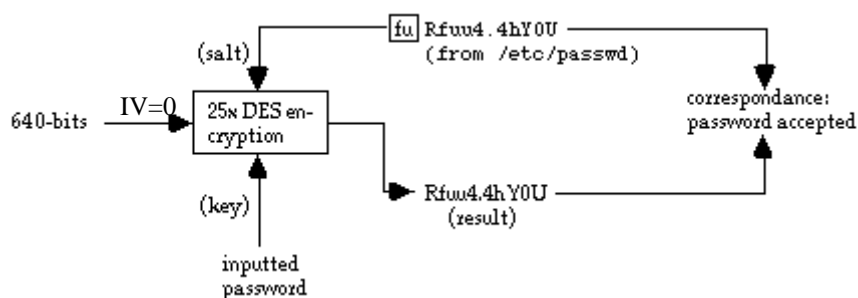 fu Rfuu4.4hY0U
(salt)
(from /etc/passwd)
640-bits
IV=0
25x DES en-
cryption
correspondance:
password accepted
(key)
Rfuu4.4hY0U
(result)
inputted
password